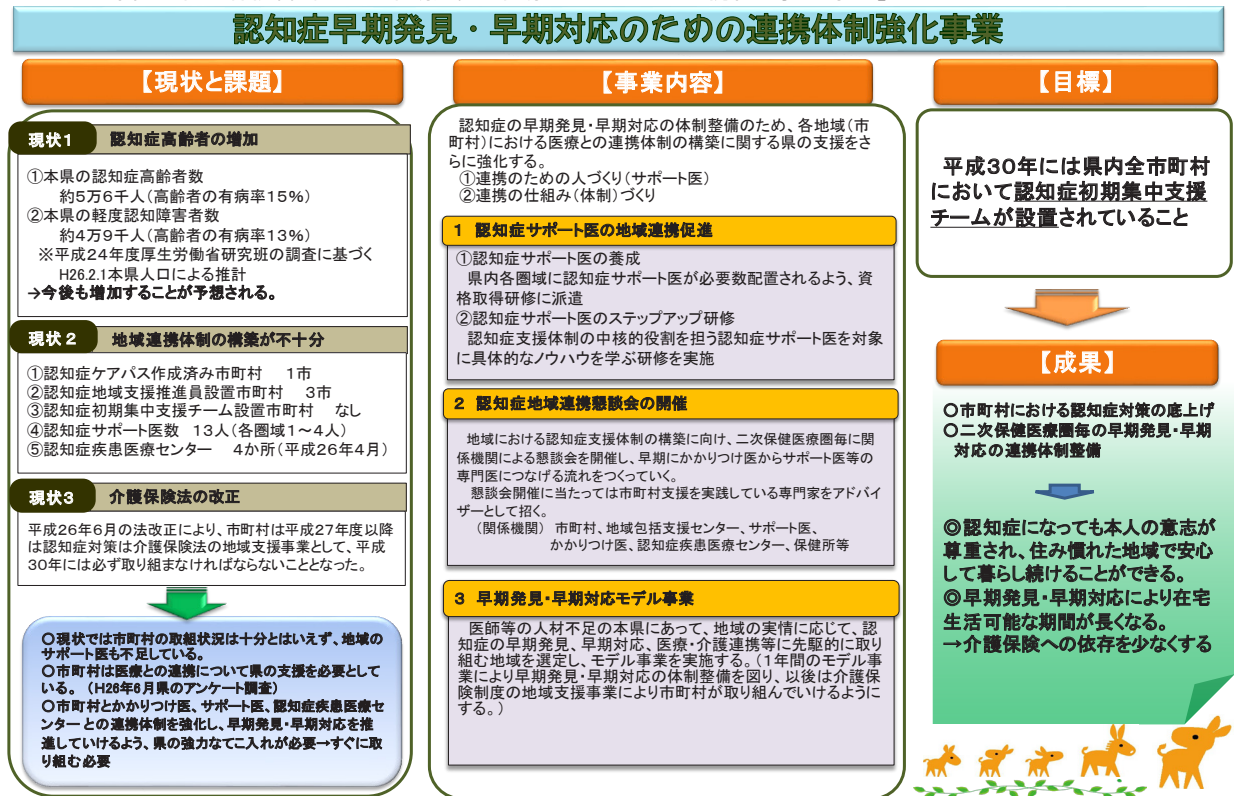 認知症早期発見・早期対応のための連携体制強化事業
【現状と課題】
現状1 認知症高齢者の増加
①本県の認知症高齢者数
約5万6千人(高齢者の有病率15%)
②本県の軽度認知障害者数
約4万9千人(高齢者の有病率13%)
※平成24年度厚生労働省研究班の調査に基づく
H26.2.1本県人口による推計
→今後も増加することが予想される。
現状2 地域連携体制の構築が不十分
①認知症ケアパス作成済み市町村 1市
②認知症地域支援推進員設置市町村 3市
③認知症初期集中支援チーム設置市町村 なし
④認知症サポート医数 13人(各圏域1~4人)
⑤認知症疾患医療センター 4か所(平成26年4月)
現状3 介護保険法の改正
平成26年6月の法改正により、市町村は平成27年度以降
は認知症対策は介護保険法の地域支援事業として、平成
30年には必ず取り組まなければならないこととなった。
○現状では市町村の取組状況は十分とはいえず、地域の
サポート医も不足している。
○市町村は医療との連携について県の支援を必要として
いる。(H26年6月県のアンケート調査)
○市町村とかかりつけ医、サポート医、認知症疾患医療セ
ンターとの連携体制を強化し、早期発見・早期対応を推
進していけるよう、県の強力なてこ入れが必要→すぐに取
り組む必要
【事業内容】
認知症の早期発見・早期対応の体制整備のため、各地域(市
町村)における医療との連携体制の構築に関する県の支援をさ
らに強化する。
①連携のための人づくり(サポート医)
②連携の仕組み(体制)づくり
1 認知症サポート医の地域連携促進
①認知症サポート医の養成
県内各圏域に認知症サポート医が必要数配置されるよう、資
格取得研修に派遣
②認知症サポート医のステップアップ研修
認知症支援体制の中核的役割を担う認知症サポート医を対象
に具体的なノウハウを学ぶ研修を実施
2 認知症地域連携懇談会の開催
地域における認知症支援体制の構築に向け、二次保健医療圏毎に関
係機関による懇談会を開催し、早期にかかりつけ医からサポート医等の
専門医につなげる流れをつくっていく。
懇談会開催に当たっては市町村支援を実践している専門家をアドバイ
ザーとして招く。
(関係機関) 市町村、地域包括支援センター、サポート医、
かかりつけ医、認知症疾患医療センター、保健所等
3 早期発見・早期対応モデル事業
医師等の人材不足の本県にあって、地域の実情に応じて、認
知症の早期発見、早期対応、医療・介護連携等に先駆的に取り
組む地域を選定し、モデル事業を実施する。(1年間のモデル事
業により早期発見・早期対応の体制整備を図り、以後は介護保
険制度の地域支援事業により市町村が取り組んでいけるように
する。)
【目標】
平成30年には県内全市町村
において認知症初期集中支援
チームが設置されていること
【成果】
○市町村における認知症対策の底上げ
○二次保健医療圏毎の早期発見・早期
対応の連携体制整備
◎認知症になっても本人の意志が
尊重され、住み慣れた地域で安心
して暮らし続けることができる。
◎早期発見・早期対応により在宅
生活可能な期間が長くなる。
→介護保険への依存を少なくする